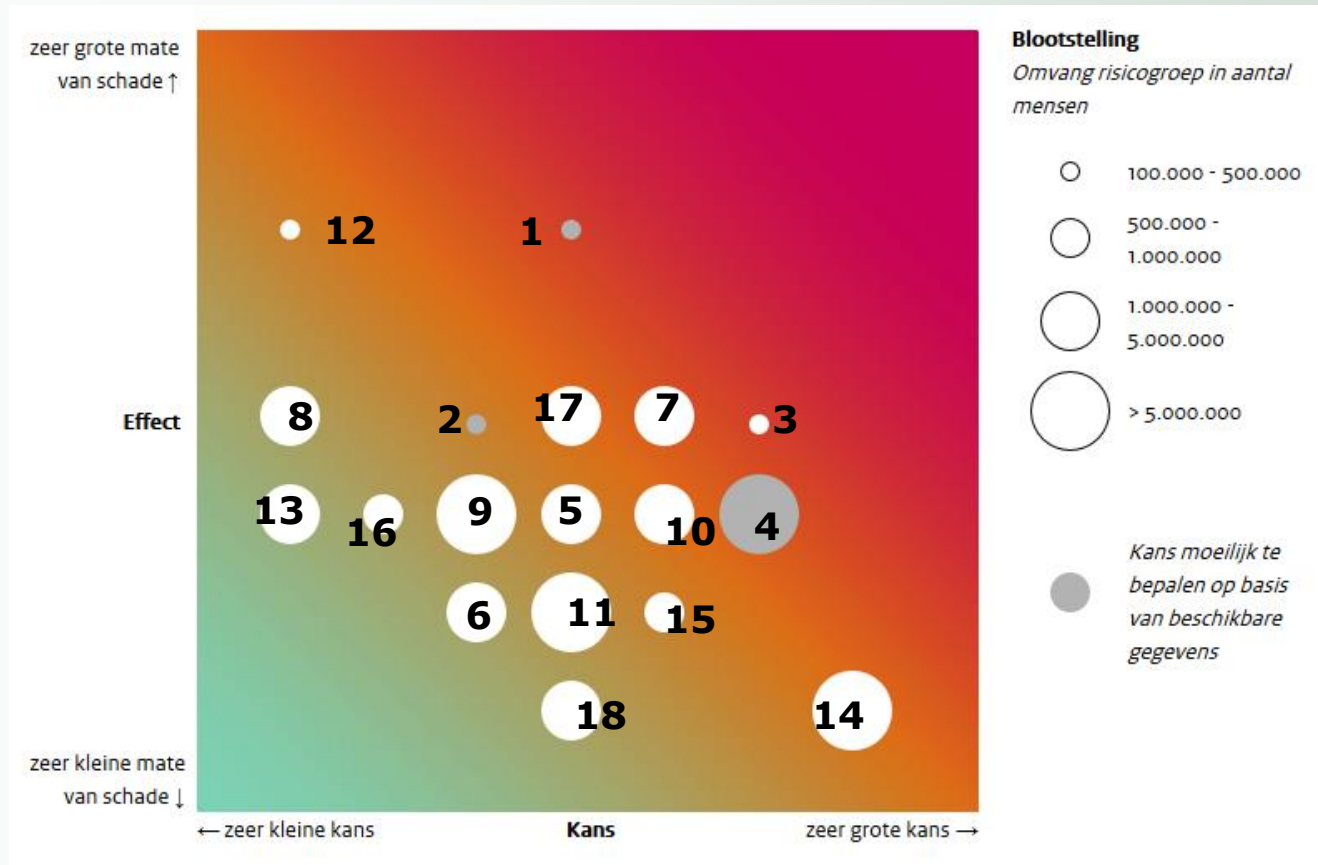 zeer grote mate
van schade ↑
12
1
8
2
17
7
3
Effect
13
16
9
5
10
4
6
11
15
18
14
zeer kleine mate
van schade ↓
← zeer kleine kans
Kans
zeer grote kans →
Blootstelling
Omvang risicogroep in aantal
mensen
100.000 - 500.000
500.000 -
1.000.000
1.000.000 -
5.000.000
> 5.000.000
Kans moeilijk te
bepalen op basis
van beschikbare
gegevens